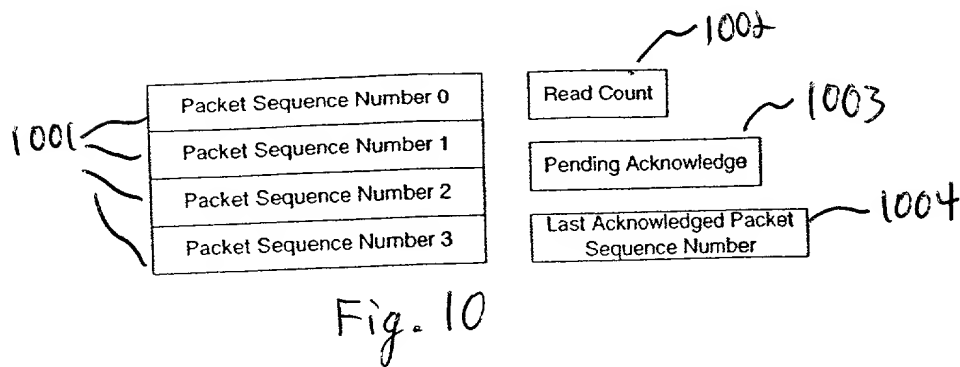 1002
Packet Sequence Number 0
Read Count
1003
1001
Packet Sequence Number 1
Pending Acknowledge
Packet Sequence Number 2
1004
Last Acknowledged Packet
Sequence Number
Packet Sequence Number 3
Fig. 10